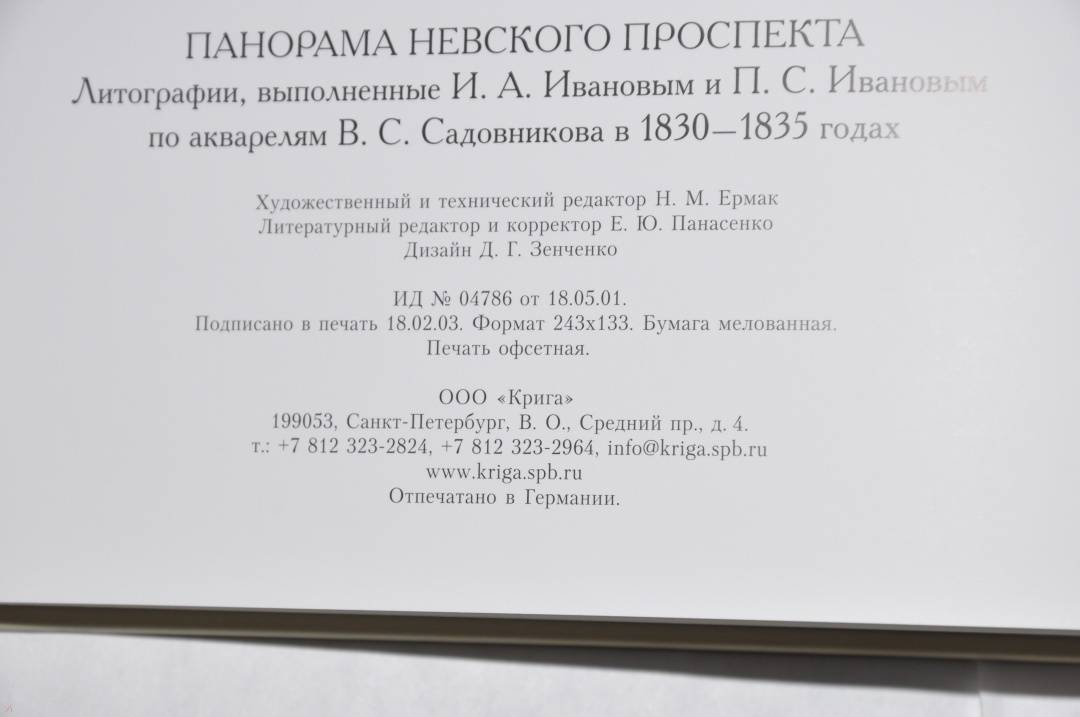 ПАНОРАМА НЕВСКОГО ПРОСПЕКТА
Литографии, выполненные И. А. Ивановым и П. С. Ивановым
по акварелям В. С. Садовникова в 1830—1835 годах
Художественный и технический редактор Н. М. Ермак
Литературный редактор и корректор Е. Ю. Панасенко
Дизайн Д. Г. Зенченко
ИД № 04786 от 18.05.01.
Подписано в печать 18.02.03. Формат 243х133. Бумага мелованная.
Печать офсетная.
ООО «Крига»
199053, Санкт-Петербург, В. О., Средний пр., д. 4.
т.: +7 812 323-2824, +7 812 323-2964, info@kriga.spb.ru
www.kriga.spb.ru
Отпечатано в Германии.